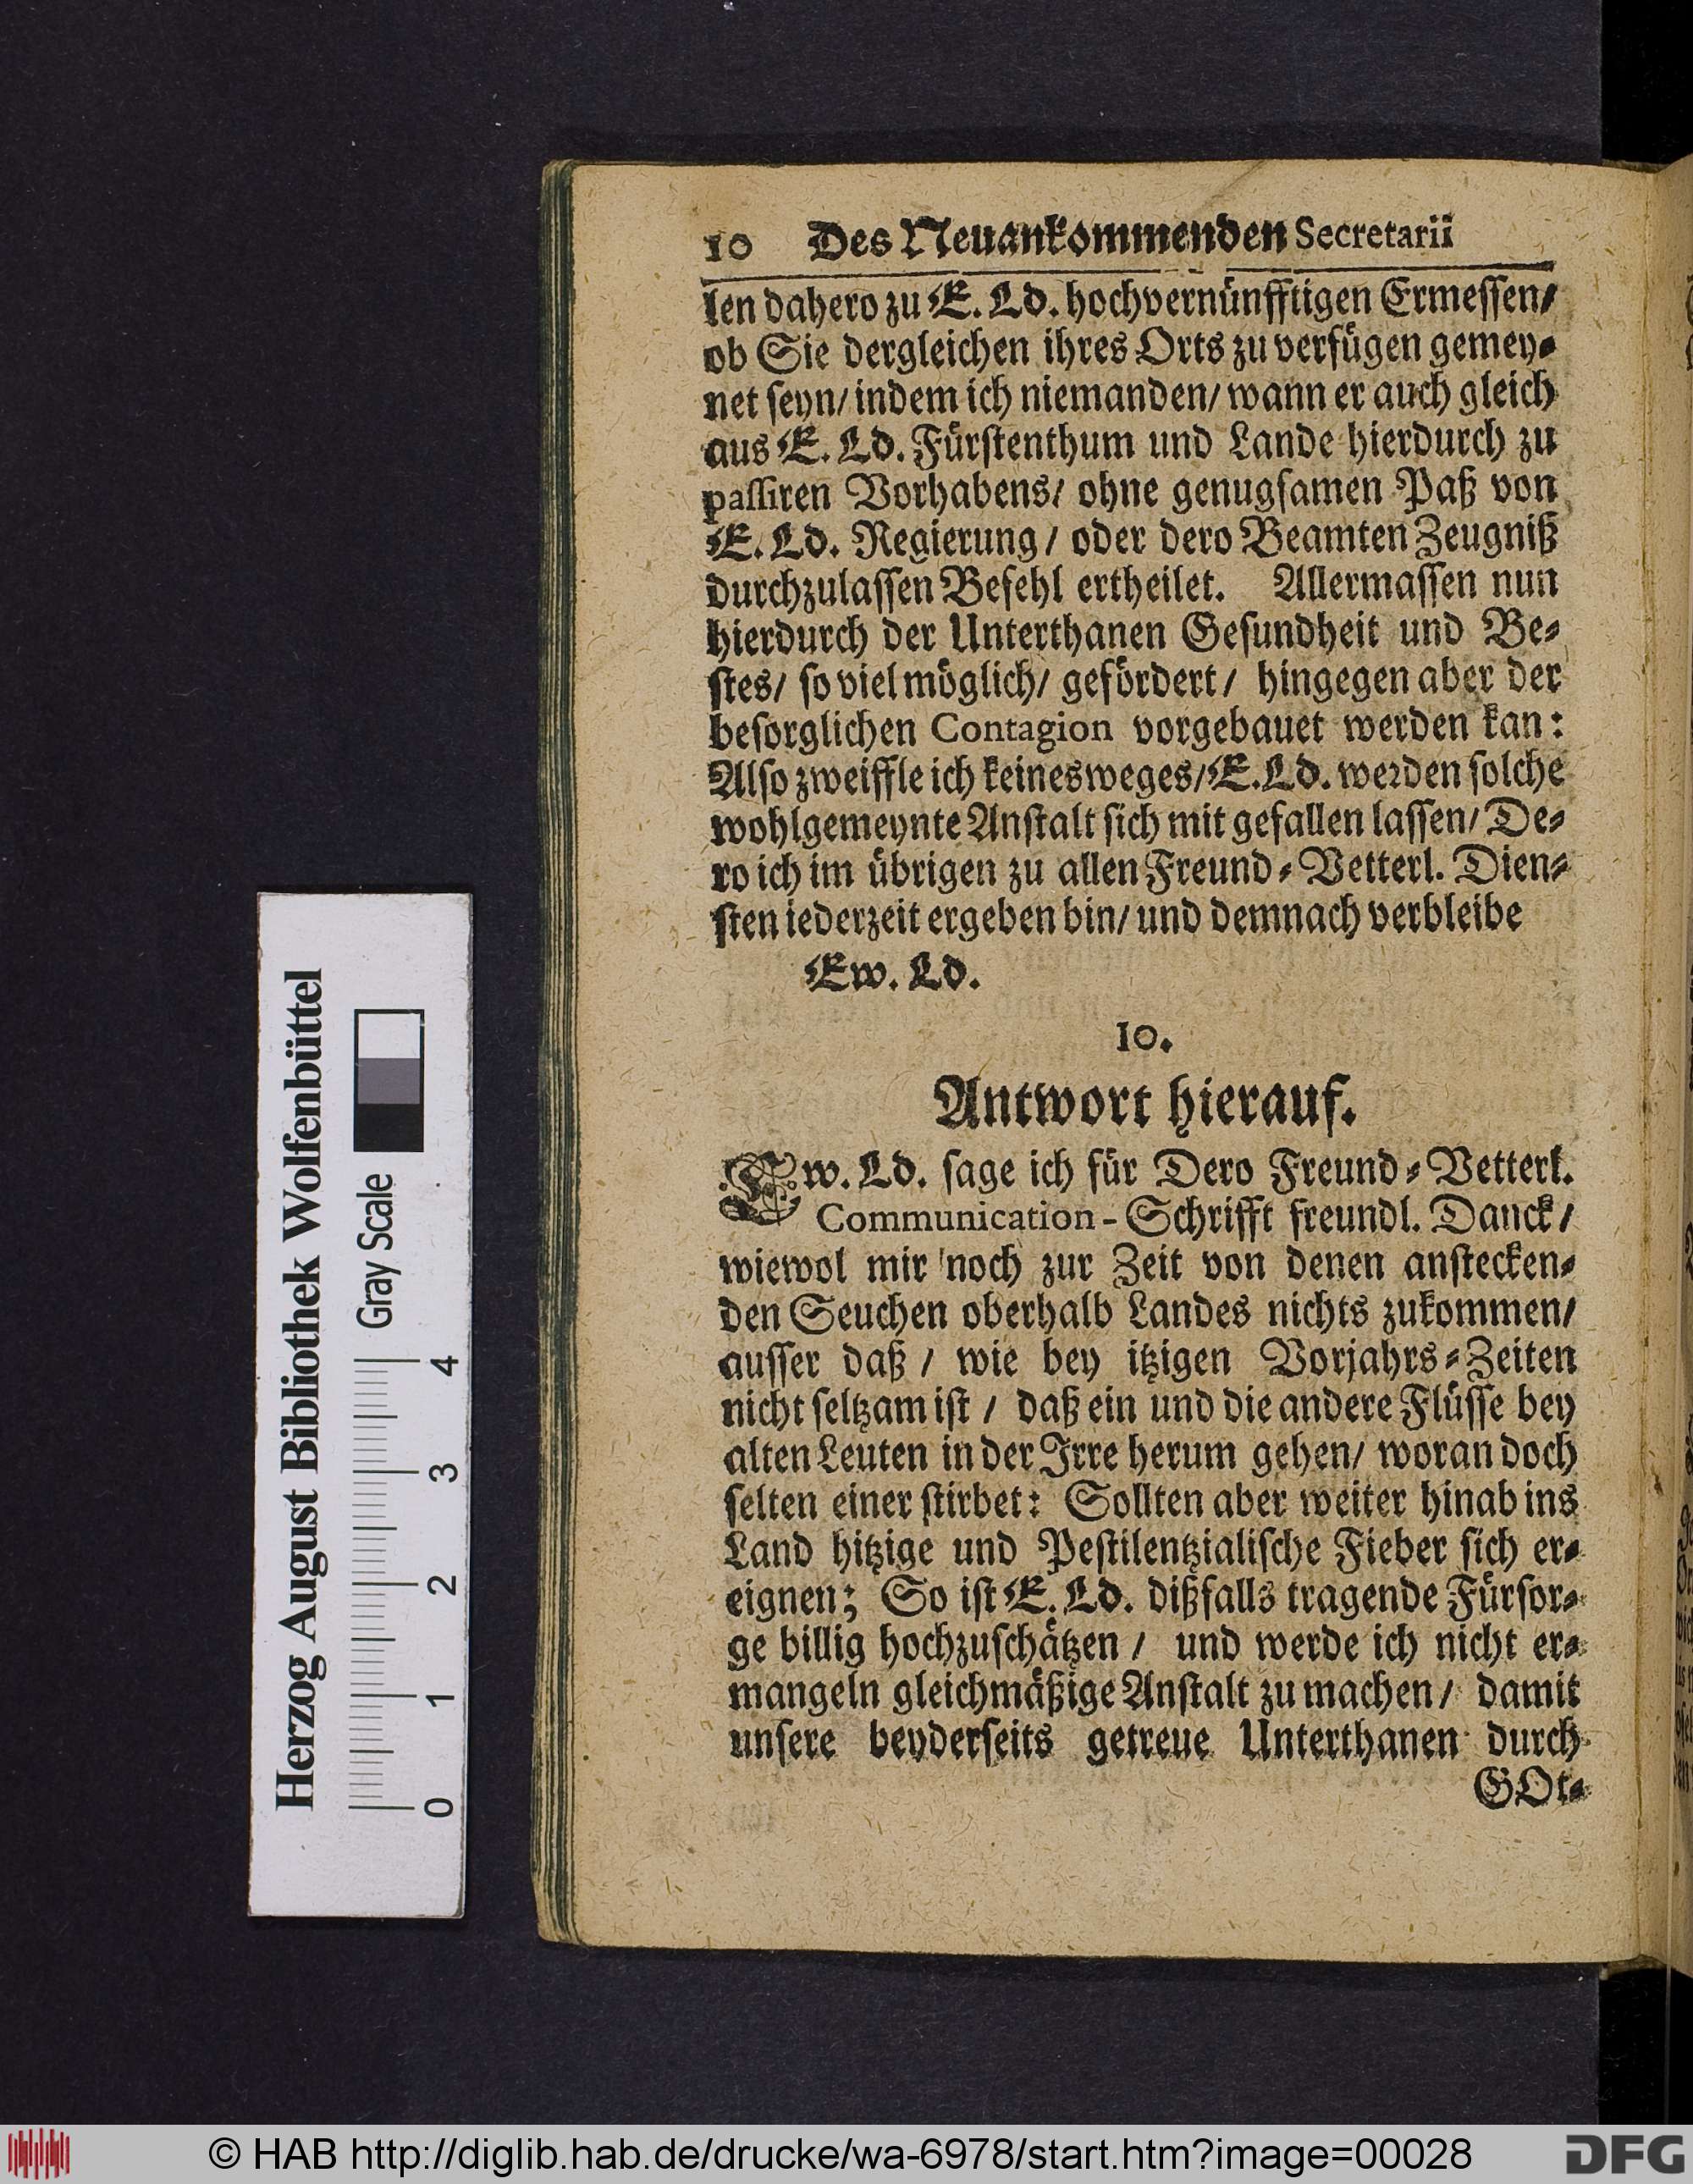 10 Des Neuankommenden Secretarii
len dahero zu E. Ld. hochvernünfftigen Ermessen/
ob Sie dergleichen ihres Orts zu verfügen gemey-
net seyn/ indem ich niemanden/ wann er auch gleich
aus E. Ld. Fürstenthum und Lande hierdurch zu
passiren Vorhabens/ ohne genugsamen Paß von
E. Ld. Regierung/ oder dero Beamten Zeugniß
durchzulassen Befehl ertheilet. Allermassen nun
hierdurch der Unterthanen Gesundheit und Be-
stes/ so viel möglich/ gefördert/ hingegen aber der
besorglichen Contagion vorgebauet werden kan:
Also zweiffle ich keinesweges/ E. Ld. werden solche
wohlgemeynte Anstalt sich mit gefallen lassen/ De-
ro ich im übrigen zu allen Freund-Vetterl. Dien-
sten iederzeit ergeben bin/ und demnach verbleibe
Ew. Ld.
10.
Antwort hierauf.
Ew. Ld. sage ich für Dero Freund-Vetterl.
Communication-Schrifft freundl. Danck/
wiewol mir noch zur Zeit von denen anstecken-
den Seuchen oberhalb Landes nichts zukommen/
ausser daß/ wie bey itzigen Vorjahrs-Zeiten
nicht seltzam ist/ daß ein und die andere Flüsse bey
alten Leuten in der Irre herum gehen/ woran doch
selten einer stirbet: Sollten aber weiter hinab ins
Land hitzige und Pestilentzialische Fieber sich er-
eignen; So ist E. Ld. dißfalls tragende Fürsor-
ge billig hochzuschätzen/ und werde ich nicht er-
mangeln gleichmäßige Anstalt zu machen/ damit
unsere beyderseits getreue Unterthanen durch
GOt-
Herzog August Bibliothek Wolfenbüttel
Gray Scale
0 1 2 3 4
© HAB http://diglib.hab.de/drucke/wa-6978/start.htm?image=00028
DFG